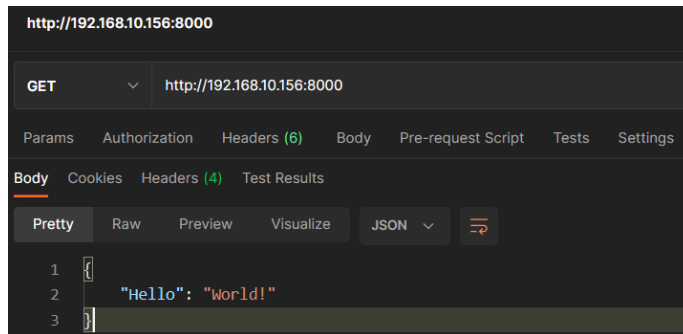 http://192.168.10.156:8000
GET http://192.168.10.156:8000
Params Authorization Headers (6) Body Pre-request Script Tests Settings
Body Cookies Headers (4) Test Results
Pretty Raw Preview Visualize JSON
1 {
2 "Hello": "World!"
3 }